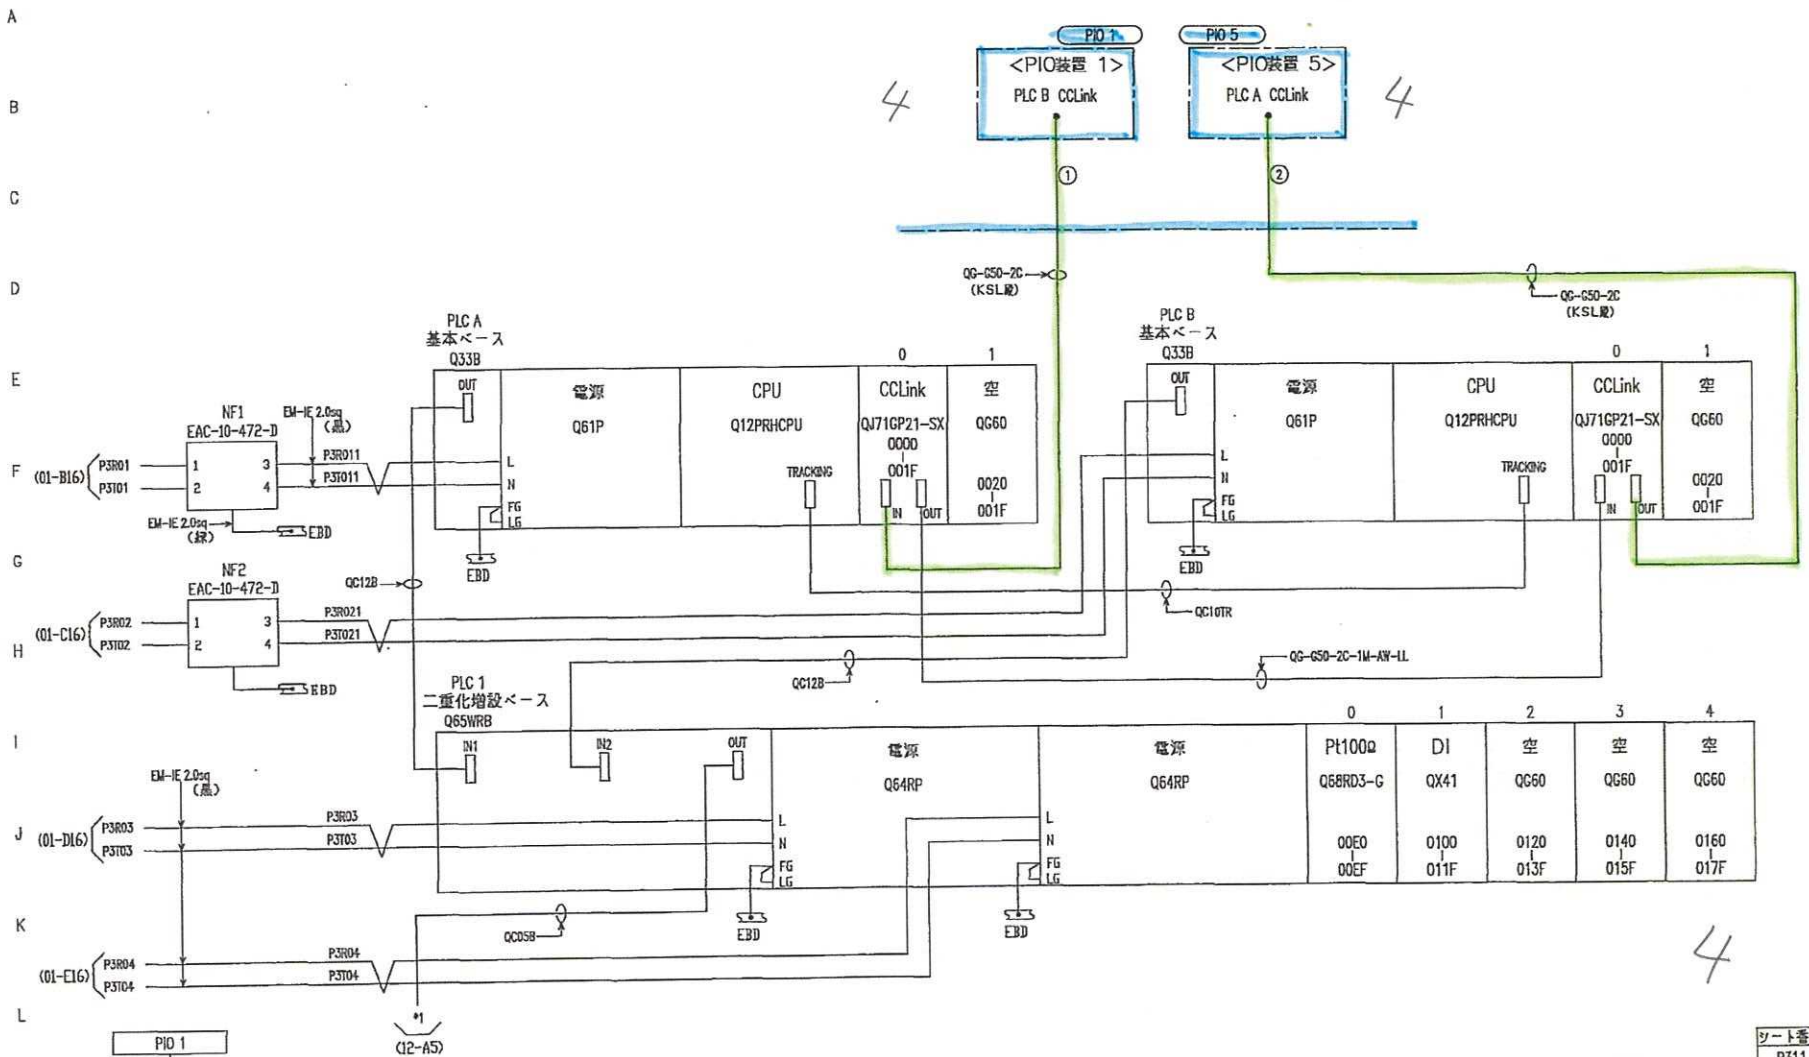 A
PIO 1
PIO 5
<PIO装置 1>
<PIO装置 5>
PLC B CCLink
PLC A CCLink
4
4
B
①
②
C
QG-G50-2C
(KSL殿)
QG-G50-2C
(KSL殿)
D
PLC A
基本ベース
Q33B
PLC B
基本ベース
Q33B
0
1
0
1
E
OUT
電源
CPU
CCLink
空
OUT
電源
CPU
CCLink
空
Q61P
Q12PRHCPU
QJ71GP21-SX
QG60
Q61P
Q12PRHCPU
QJ71GP21-SX
QG60
0000
|
001F
0020
|
001F
0000
|
001F
0020
|
001F
NF1
EAC-10-472-D
EM-IE 2.0sq
(黒)
F
(01-B16)
P3R01
P3T01
1
2
3
4
P3R011
P3T011
L
N
FG
LG
TRACKING
IN
OUT
L
N
FG
LG
TRACKING
IN
OUT
EM-IE 2.0sq
(緑)
EBD
EBD
EBD
G
NF2
EAC-10-472-D
QC12B
QC10TR
(01-C16)
P3R02
P3T02
1
2
3
4
P3R021
P3T021
H
EBD
QC12B
QG-G50-2C-1M-AW-LL
PLC 1
二重化増設ベース
Q65WRB
0
1
2
3
4
I
IN1
IN2
OUT
電源
電源
Pt100Ω
DI
空
空
空
Q64RP
Q64RP
Q68RD3-G
QX41
QG60
QG60
QG60
EM-IE 2.0sq
(黒)
J
(01-D16)
P3R03
P3T03
P3R03
P3T03
L
N
FG
LG
L
N
FG
LG
00E0
|
00EF
0100
|
011F
0120
|
013F
0140
|
015F
0160
|
017F
K
QC05B
EBD
EBD
4
(01-E16)
P3R04
P3T04
P3R04
P3T04
L
*1
(12-A5)
PIO 1
シート番